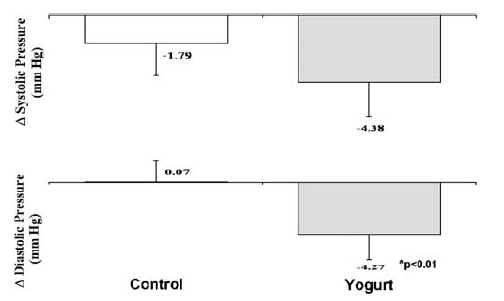 Δ Systolic Pressure
(mm Hg)
-1.79
-4.38
Δ Diastolic Pressure
(mm Hg)
0.07
-4.27
*p<0.01
Control
Yogurt